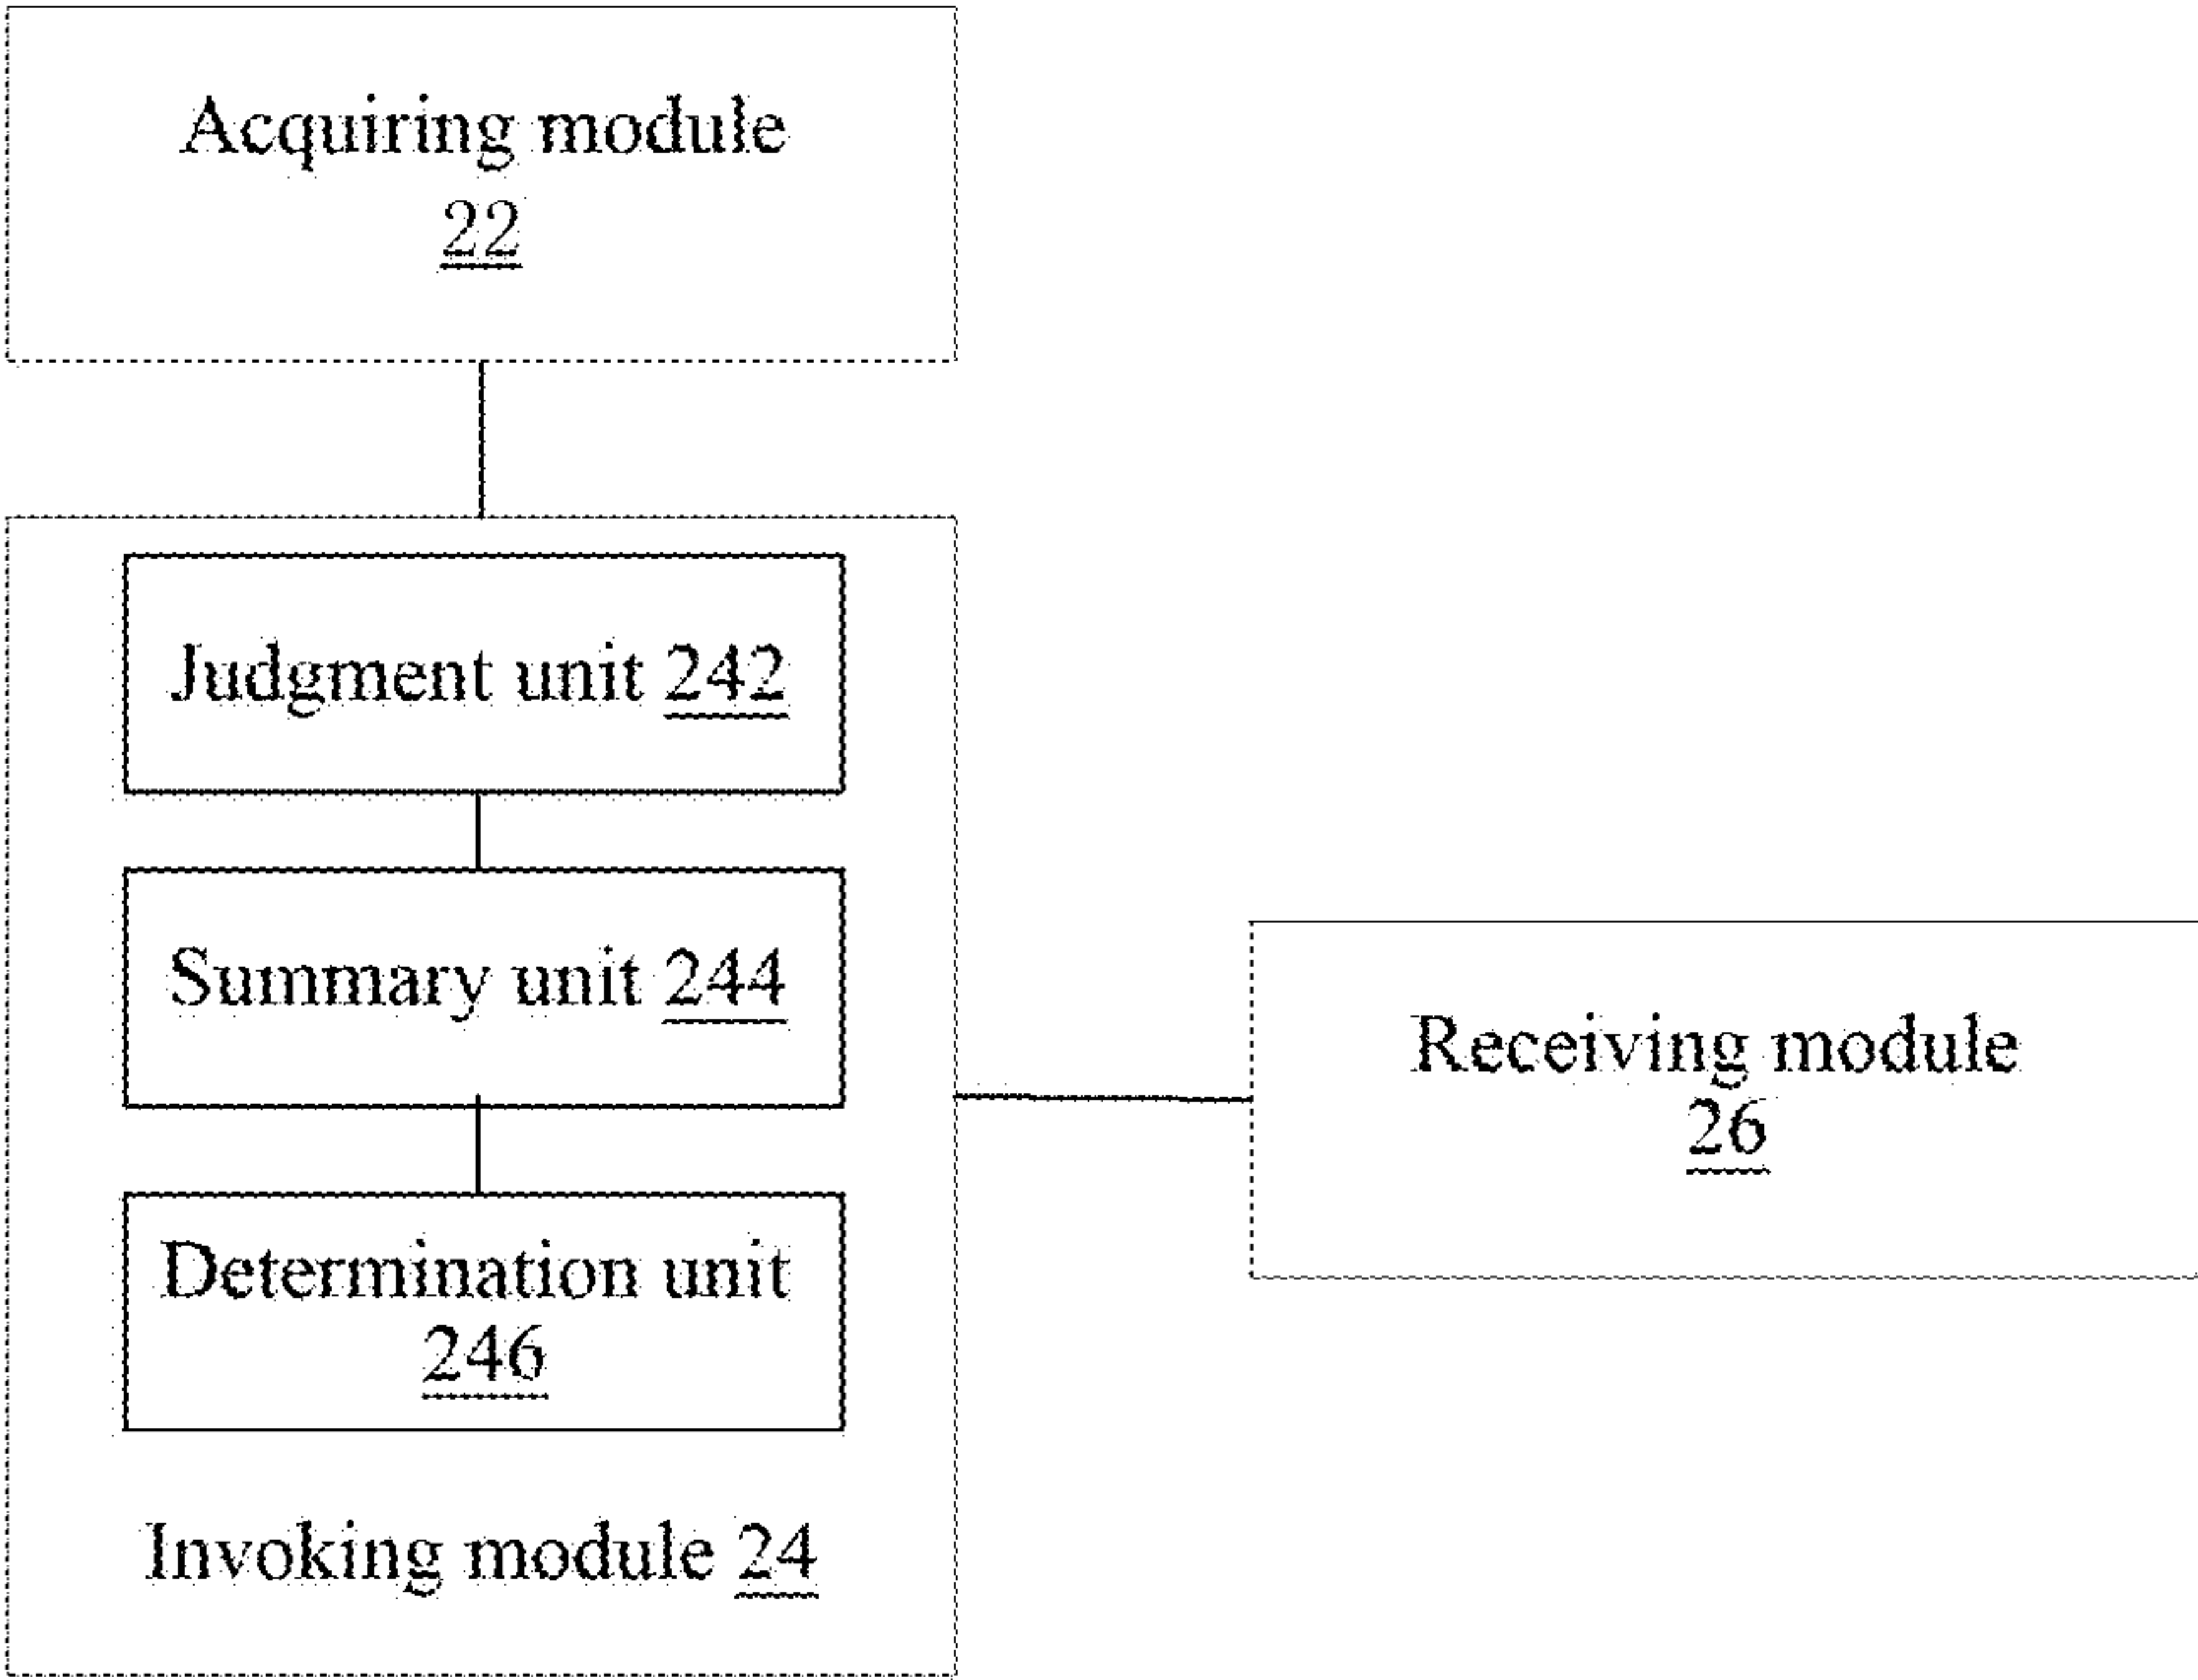 Acquiring module
22
Judgment unit 242
Summary unit 244
Determination unit
246
Invoking module 24
Receiving module
26